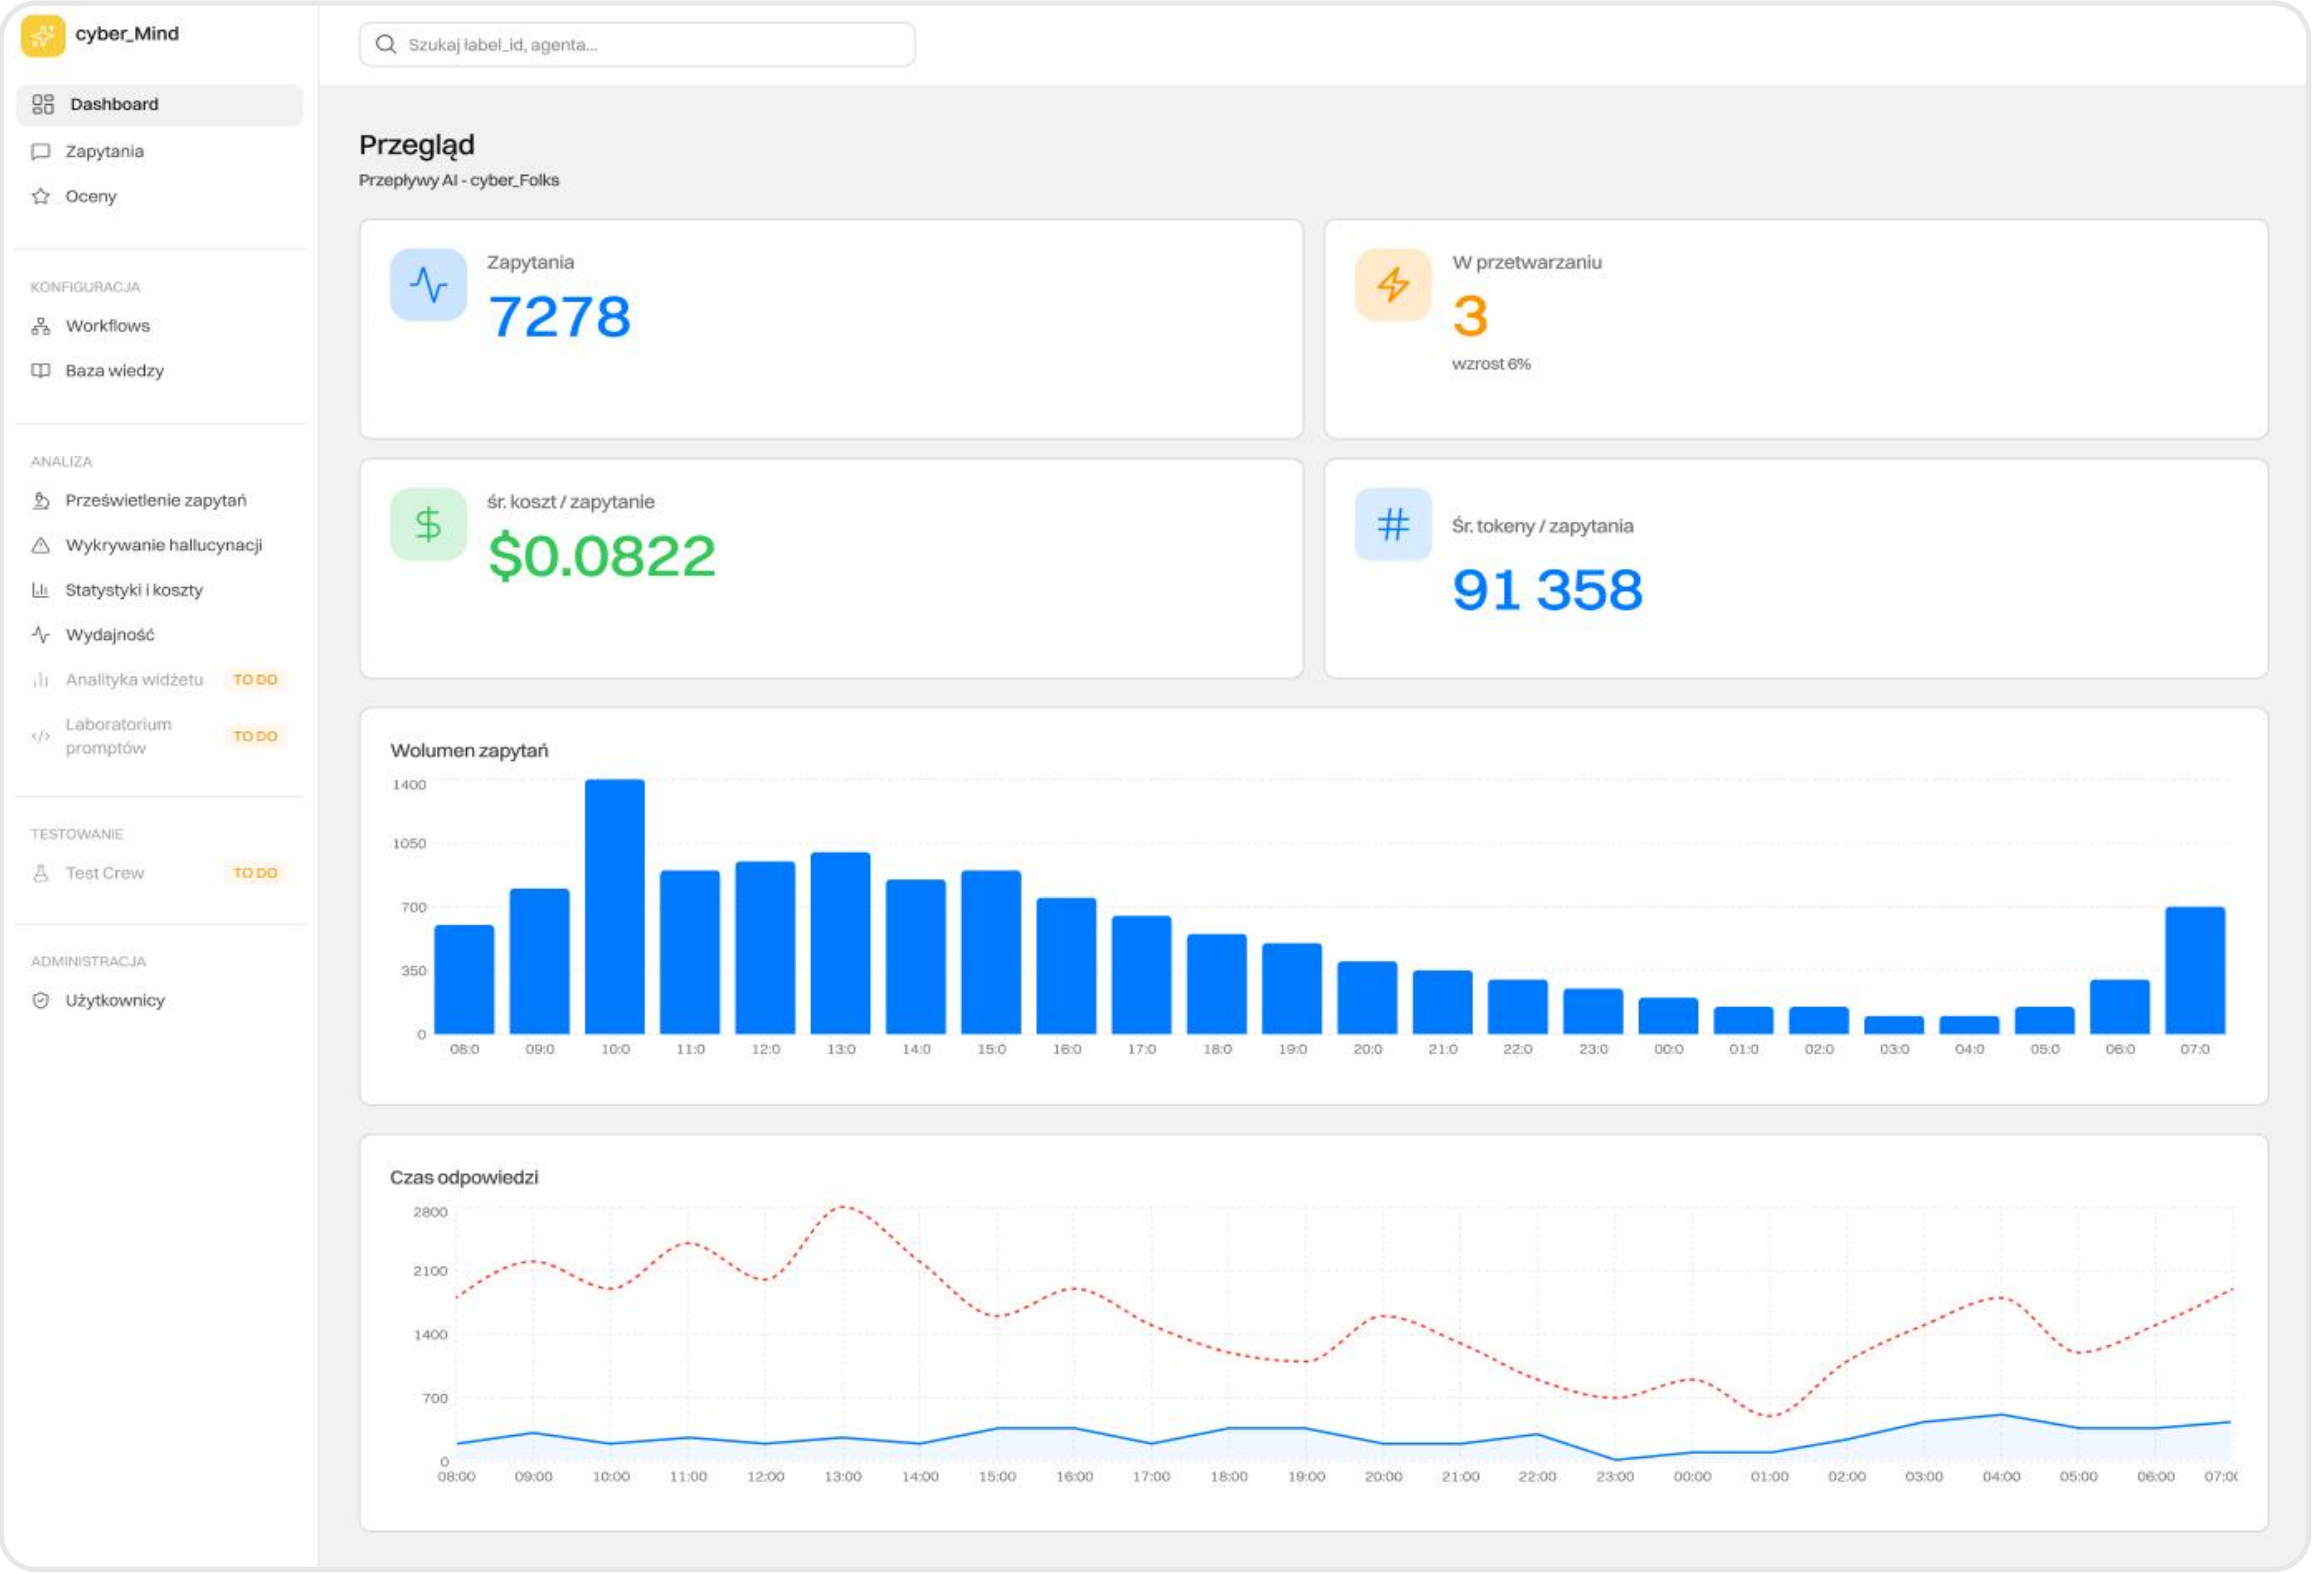 cyber_Mind
Szukaj label_id, agenta...
Dashboard
Zapytania
Oceny
KONFIGURACJA
Workflows
Baza wiedzy
ANALIZA
Prześwietlenie zapytań
Wykrywanie hallucynacji
Statystyki i koszty
Wydajność
Analityka widżetu TO DO
Laboratorium
promptów TO DO
TESTOWANIE
Test Crew TO DO
ADMINISTRACJA
Użytkownicy
Przegląd
Przepływy AI - cyber_Folks
Zapytania
7278
W przetwarzaniu
3
wzrost 6%
śr. koszt / zapytanie
$0.0822
Śr. tokeny / zapytania
91 358
Wolumen zapytań
1400
1050
700
350
0
08:0 09:0 10:0 11:0 12:0 13:0 14:0 15:0 16:0 17:0 18:0 19:0 20:0 21:0 22:0 23:0 00:0 01:0 02:0 03:0 04:0 05:0 06:0 07:0
Czas odpowiedzi
2800
2100
1400
700
0
08:00 09:00 10:00 11:00 12:00 13:00 14:00 15:00 16:00 17:00 18:00 19:00 20:00 21:00 22:00 23:00 00:00 01:00 02:00 03:00 04:00 05:00 06:00 07:0